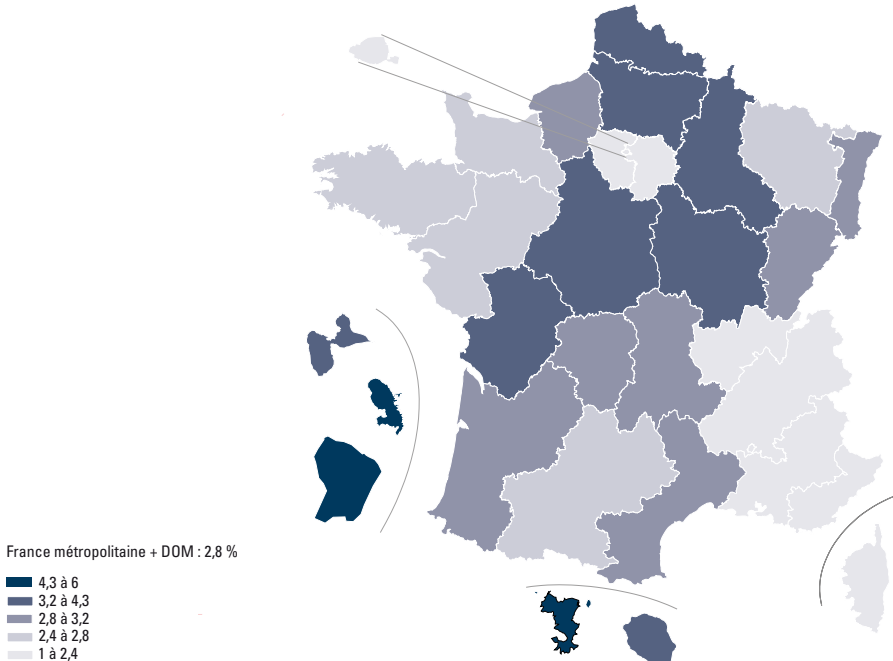 France métropolitaine + DOM : 2,8 %
4,3 à 6
3,2 à 4,3
2,8 à 3,2
2,4 à 2,8
1 à 2,4